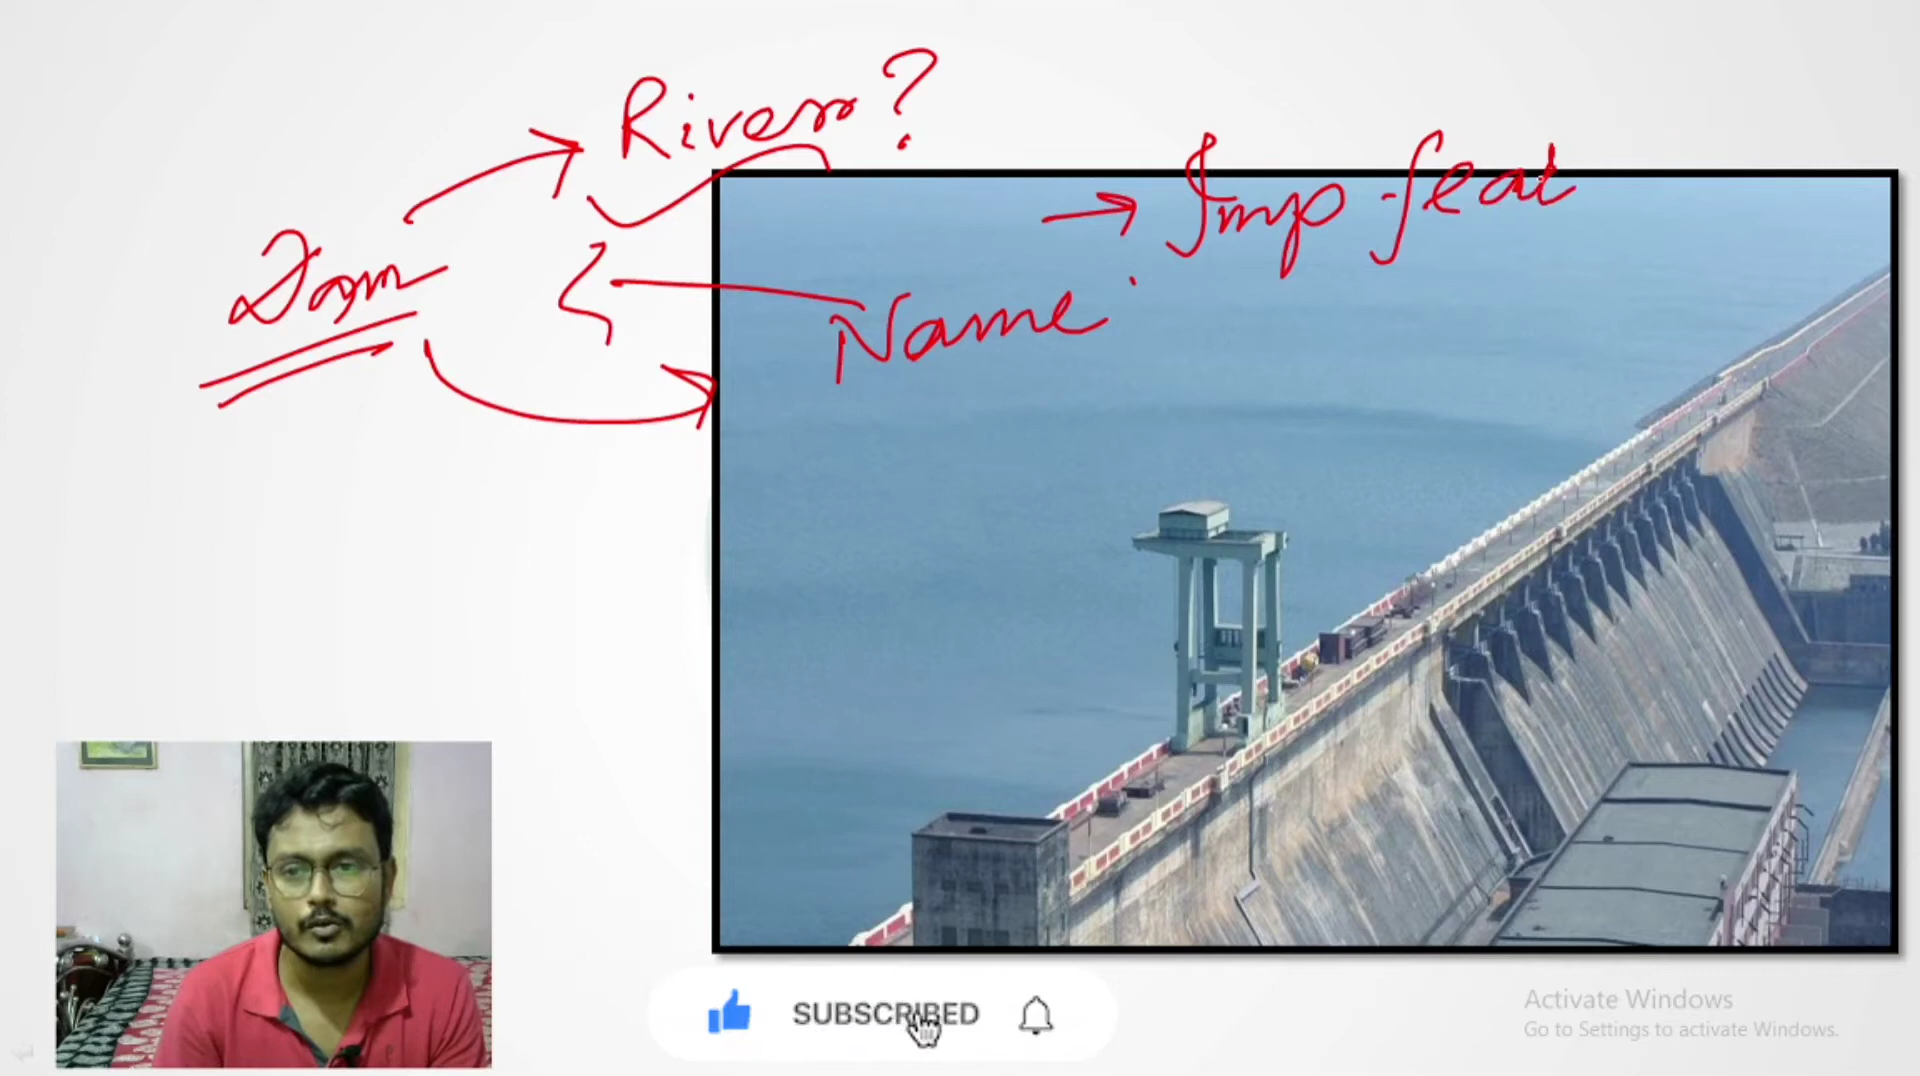 River?
Imp feat
Dam
Name
SUBSCRIBED
Activate Windows
Go to Settings to activate Windows.